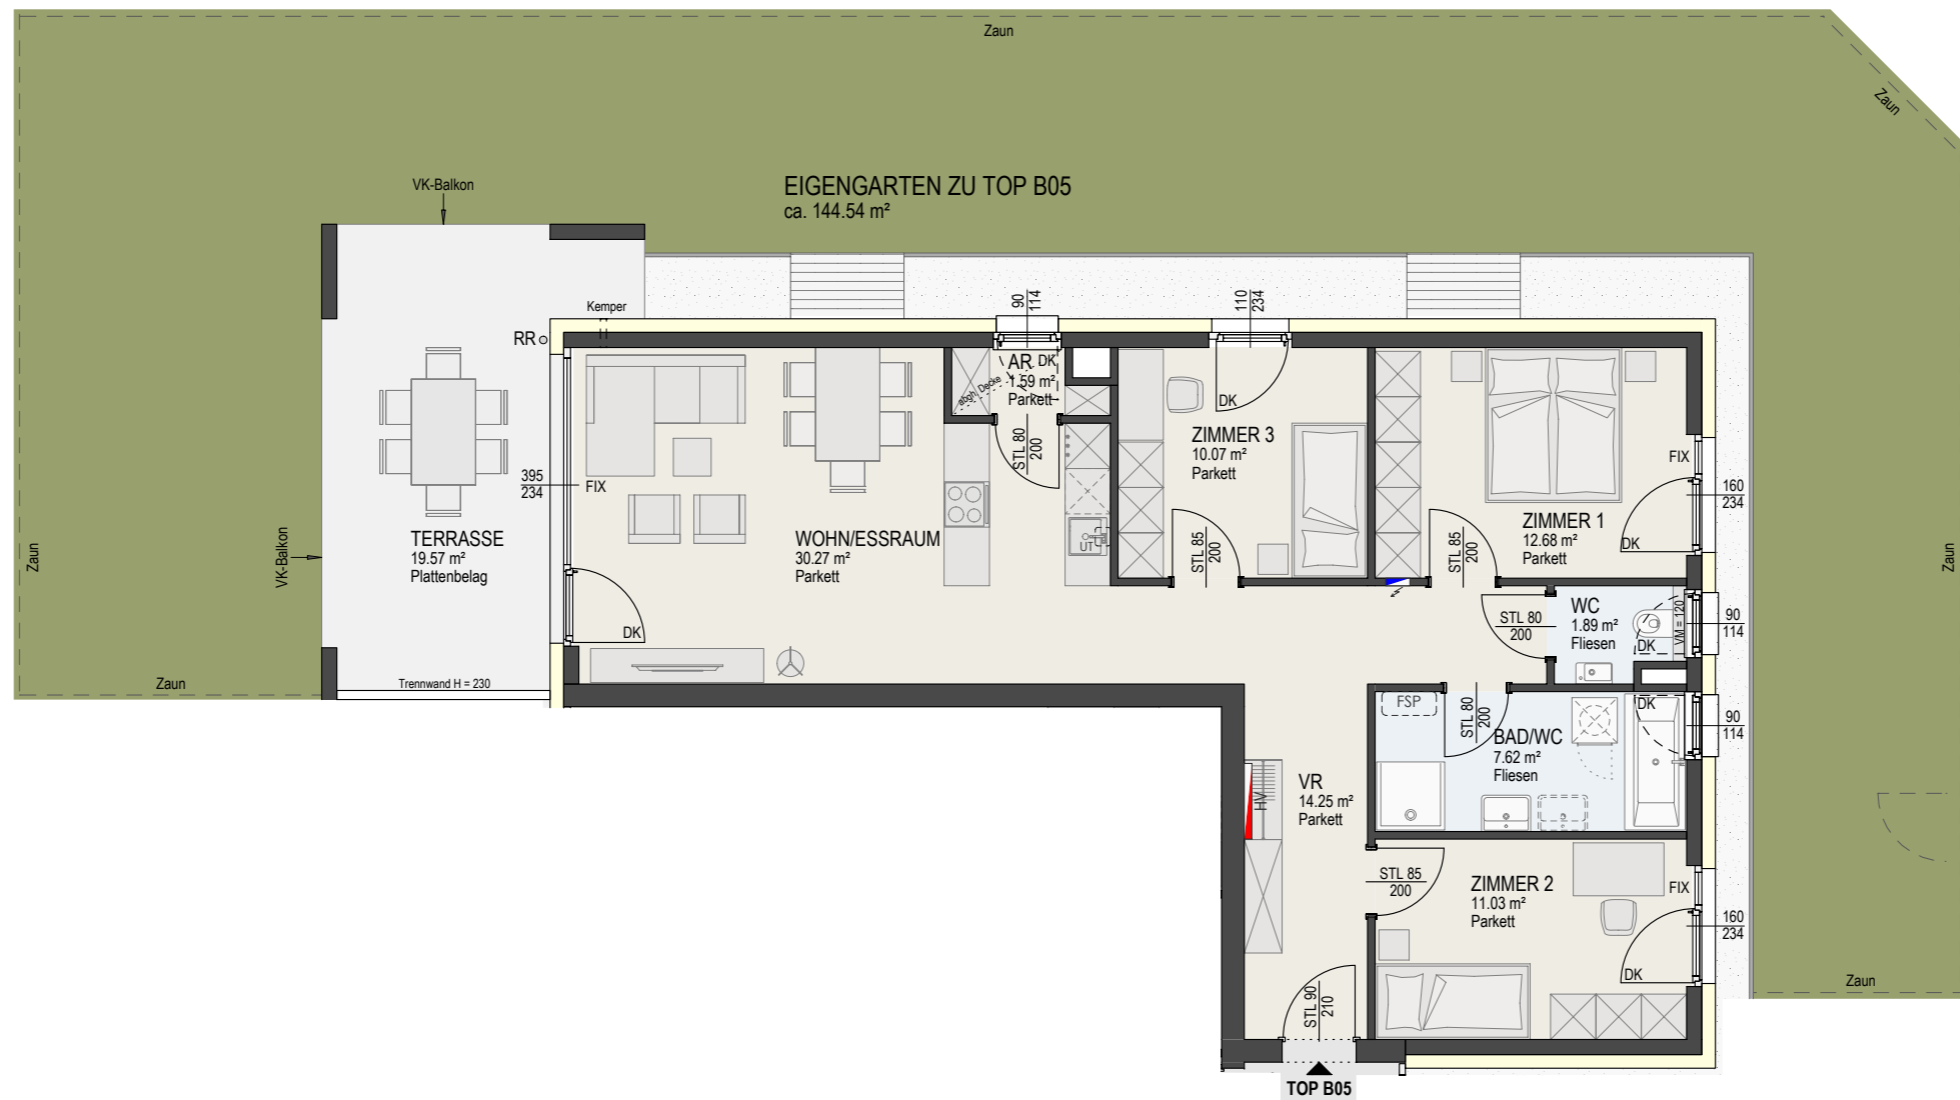 Zaun
Zaun
EIGENGARTEN ZU TOP B05
ca. 144.54 m²
VK-Balkon
Kemper
RR
90
114
110
234
AR
1.59 m²
Parkett
DK
abgh. Decke
STL 80
200
DK
ZIMMER 3
10.07 m²
Parkett
STL 85
200
ZIMMER 1
12.68 m²
Parkett
FIX
DK
160
234
STL 85
200
395
234
FIX
TERRASSE
19.57 m²
Plattenbelag
VK-Balkon
Zaun
WOHN/ESSRAUM
30.27 m²
Parkett
UT
DK
Zaun
Zaun
Trennwand H = 230
STL 80
200
WC
1.89 m²
Fliesen
DK
VM = 120
90
114
FSP
STL 80
200
BAD/WC
7.62 m²
Fliesen
DK
90
114
VR
14.25 m²
Parkett
HV
STL 85
200
ZIMMER 2
11.03 m²
Parkett
FIX
DK
160
234
Zaun
STL 90
210
TOP B05